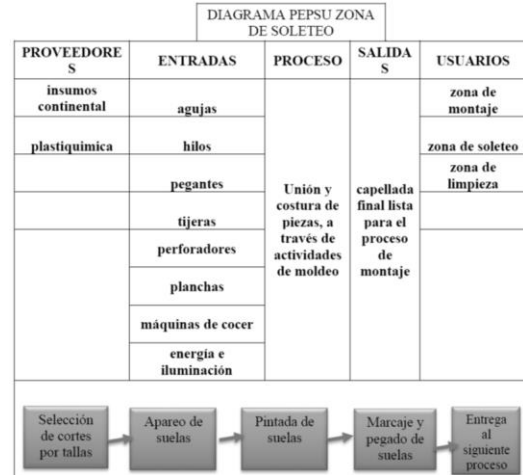 DIAGRAMA PEPSU ZONA
DE SOLETEO
PROVEEDORE
S
ENTRADAS
PROCESO
SALIDA
S
USUARIOS
insumos
continental
agujas
zona de
montaje
plastiquimica
hilos
zona de soleteo
pegantes
zona de
limpieza
tijeras
perforadores
planchas
máquinas de cocer
energía e
iluminación
Unión y
costura de
piezas, a
través de
actividades
de moldeo
capellada
final lista
para el
proceso
de
montaje
Selección
de cortes
por tallas
Apareo de
suelas
Pintada de
suelas
Marcaje y
pegado de
suelas
Entrega
al
siguiente
proceso